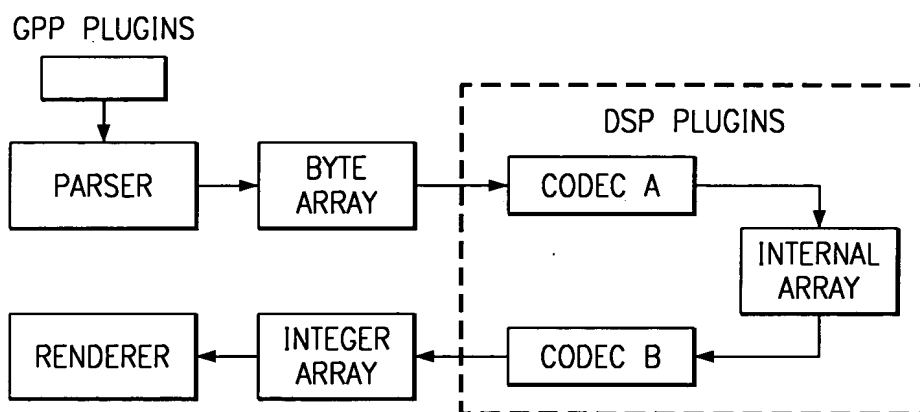 GPP PLUGINS
DSP PLUGINS
PARSER
BYTE
ARRAY
CODEC A
INTERNAL
ARRAY
RENDERER
INTEGER
ARRAY
CODEC B